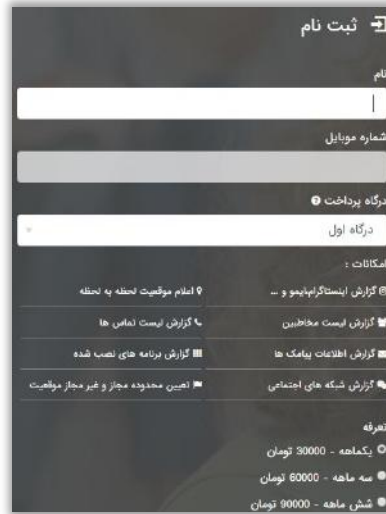 ثبت نام
نام
شماره موبایل
درگاه پرداخت
درگاه اول
امکانات :
گزارش اینستاگرام،ایمو و ...
اعلام موقعیت لحظه به لحظه
گزارش لیست مخاطبین
گزارش لیست تماس ها
گزارش اطلاعات پیامک ها
گزارش برنامه های نصب شده
گزارش شبکه های اجتماعی
تعیین محدوده مجاز و غیر مجاز موقعیت
تعرفه
یکماهه - 30000 تومان
سه ماهه - 60000 تومان
شش ماهه - 90000 تومان